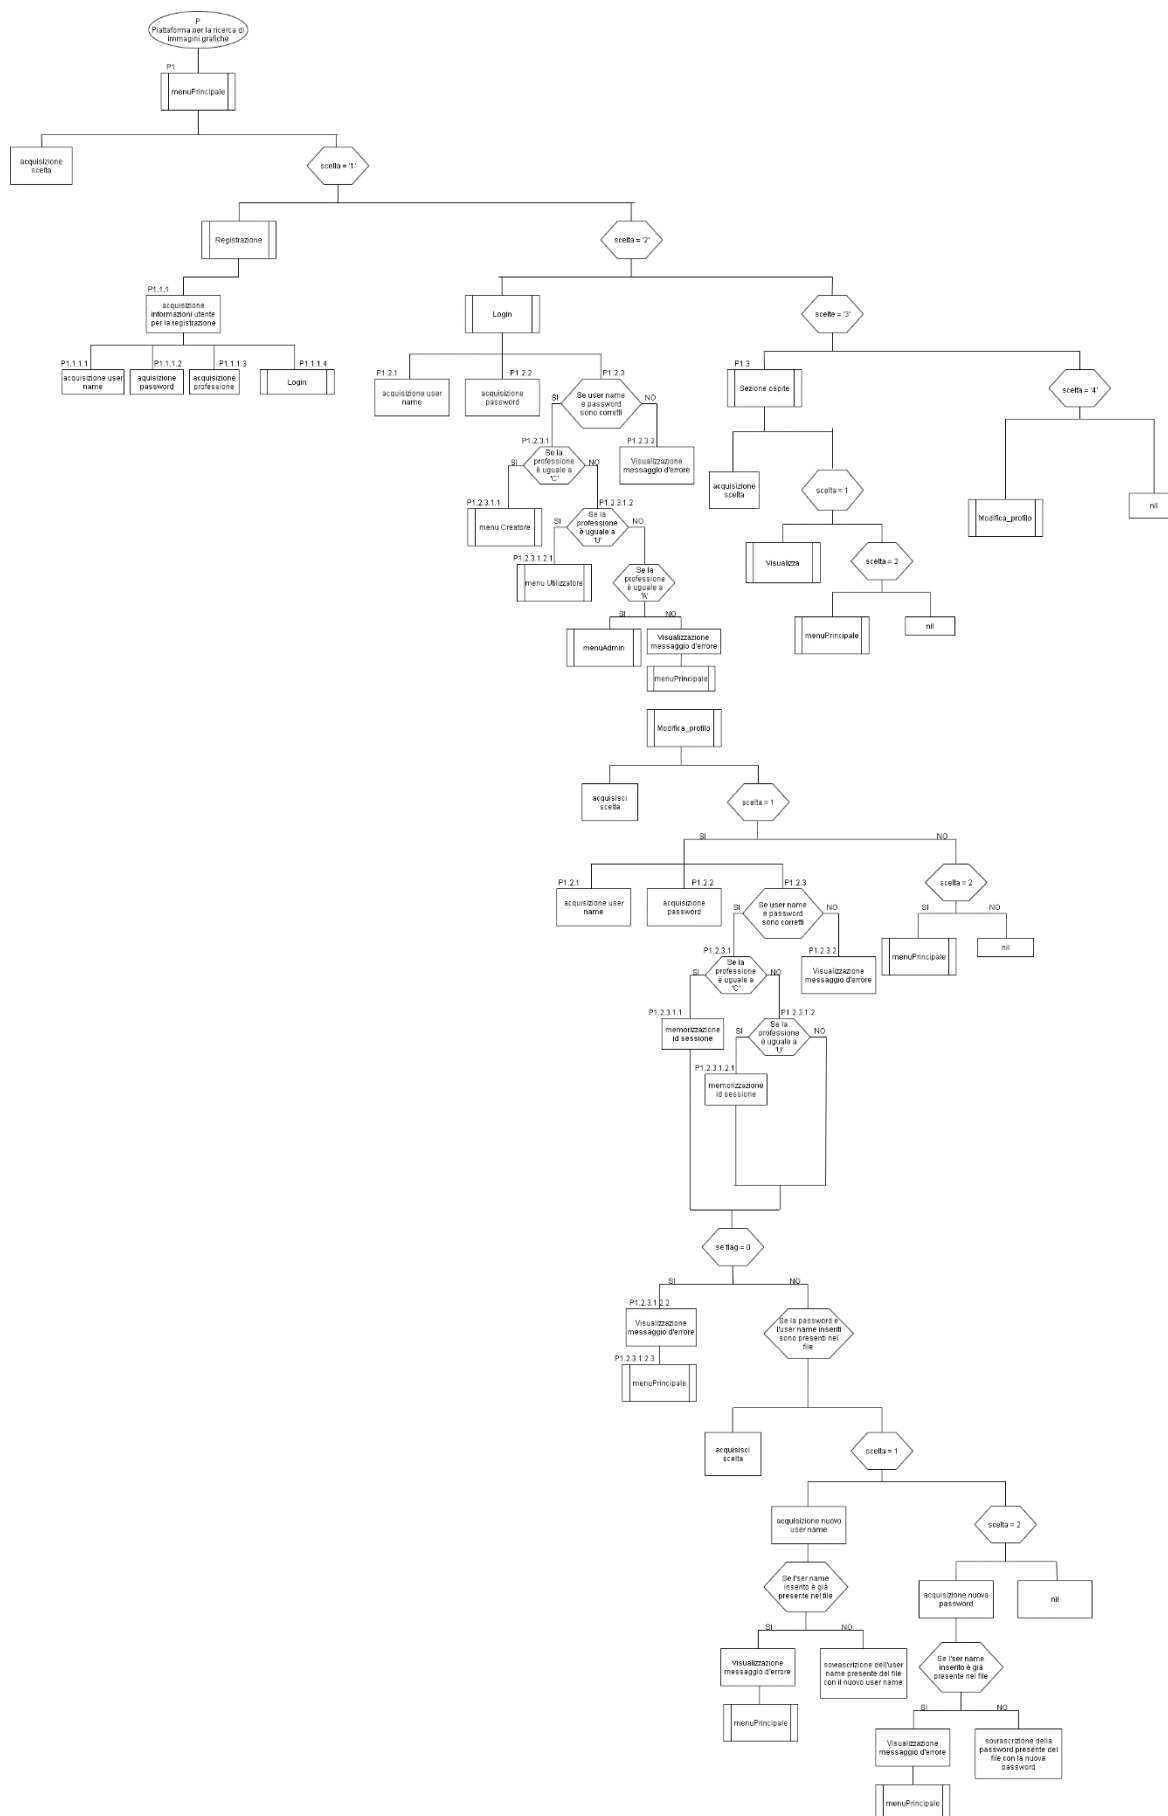 P
Piattaforma per la ricerca di
immagini grafiche
P1
menuPrincipale
acquisizione
scelta
scelta = '1'
Registrazione
scelta = '2'
P1.1.1
acquisizione
informazioni utente
per la registrazione
Login
scelte = '3'
P1.1.1.1
acquisizione user
name
P1.1.1.2
aquisizione
password
P1.1.1.3
acquisizione
professione
P1.1.1.4
Login
P1.2.1
acquisizione user
name
P1.2.2
acquisizione
password
P1.2.3
Se user name
e password
sono corretti
SI
NO
P1.3
Sezione ospite
scelta = '4'
P1.2.3.1
Se la
professione
è uguale a
'C'
SI
NO
P1.2.3.2
Visualizzazione
messaggio d'errore
acquisizione
scelta
scelta = 1
Modifica_profilo
nil
P1.2.3.1.1
menu Creatore
P1.2.3.1.2
Se la
professione
è uguale a
'U'
SI
NO
Visualizza
scelta = 2
P1.2.3.1.2.1
menu Utilizzatore
Se la
professione
è uguale a
'A'
SI
NO
menuPrincipale
nil
menuAdmin
Visualizzazione
messaggio d'errore
menuPrincipale
Modifica_profilo
acquisisci
scelta
scelta = 1
SI
NO
P1.2.1
acquisizione user
name
P1.2.2
acquisizione
password
P1.2.3
Se user name
e password
sono corretti
SI
NO
scelta = 2
SI
NO
menuPrincipale
nil
P1.2.3.1
Se la
professione
è uguale a
'C'
SI
NO
P1.2.3.2
Visualizzazione
messaggio d'errore
P1.2.3.1.1
memorizzazione
id sessione
P1.2.3.1.2
Se la
professione
è uguale a
'U'
SI
NO
P1.2.3.1.2.1
memorizzazione
id sessione
se flag = 0
SI
NO
P1.2.3.1.2.2
Visualizzazione
messaggio d'errore
P1.2.3.1.2.3
menuPrincipale
Se la password e
l'user name inseriti
sono presenti nel
file
acquisisci
scelta
scelta = 1
acquisizione nuovo
user name
scelta = 2
Se l'ser name
inserito è già
presente nel file
SI
NO
acquisizione nuova
password
nil
Visualizzazione
messaggio d'errore
sovrascrizione dell'user
name presente del file
con il nuovo user name
Se l'ser name
inserito è già
presente nel file
SI
NO
menuPrincipale
Visualizzazione
messaggio d'errore
sovrascrizione della
password presente del
file con la nuova
password
menuPrincipale